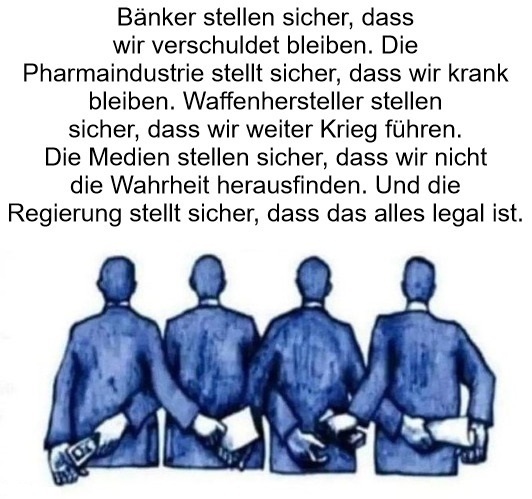 Bänker stellen sicher, dass
wir verschuldet bleiben. Die
Pharmaindustrie stellt sicher, dass wir krank
bleiben. Waffenhersteller stellen
sicher, dass wir weiter Krieg führen.
Die Medien stellen sicher, dass wir nicht
die Wahrheit herausfinden. Und die
Regierung stellt sicher, dass das alles legal ist.